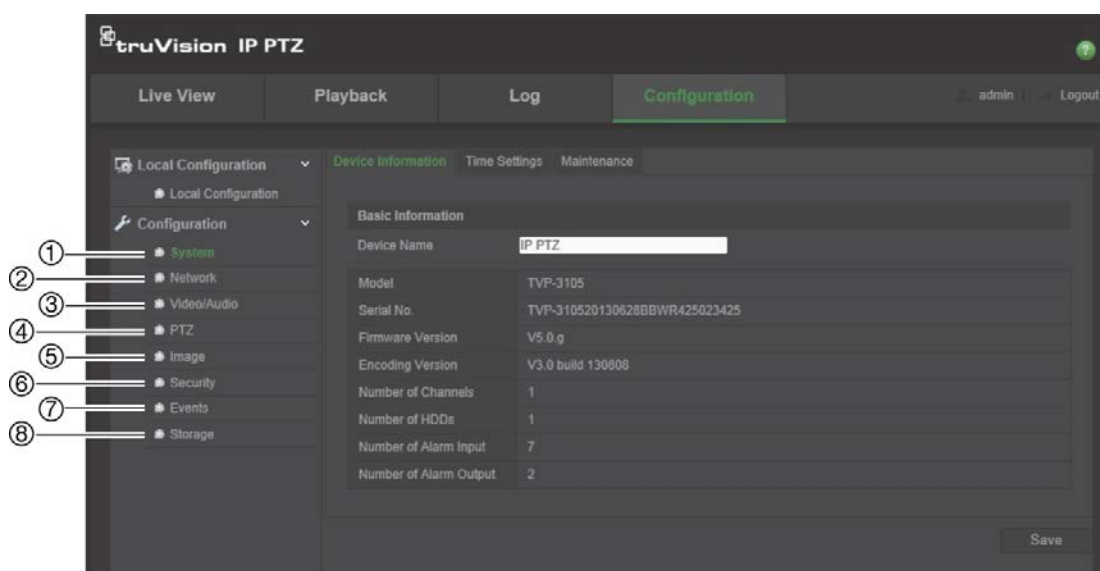 truVision IP PTZ
?
Live View Playback Log Configuration admin Logout
Local Configuration
Local Configuration
Configuration
① System
② Network
③ Video/Audio
④ PTZ
⑤ Image
⑥ Security
⑦ Events
⑧ Storage
Device Information Time Settings Maintenance
Basic Information
Device Name IP PTZ
Model TVP-3105
Serial No. TVP-310520130628BBWR425023425
Firmware Version V5.0.g
Encoding Version V3.0 build 130808
Number of Channels 1
Number of HDDs 1
Number of Alarm Input 7
Number of Alarm Output 2
Save